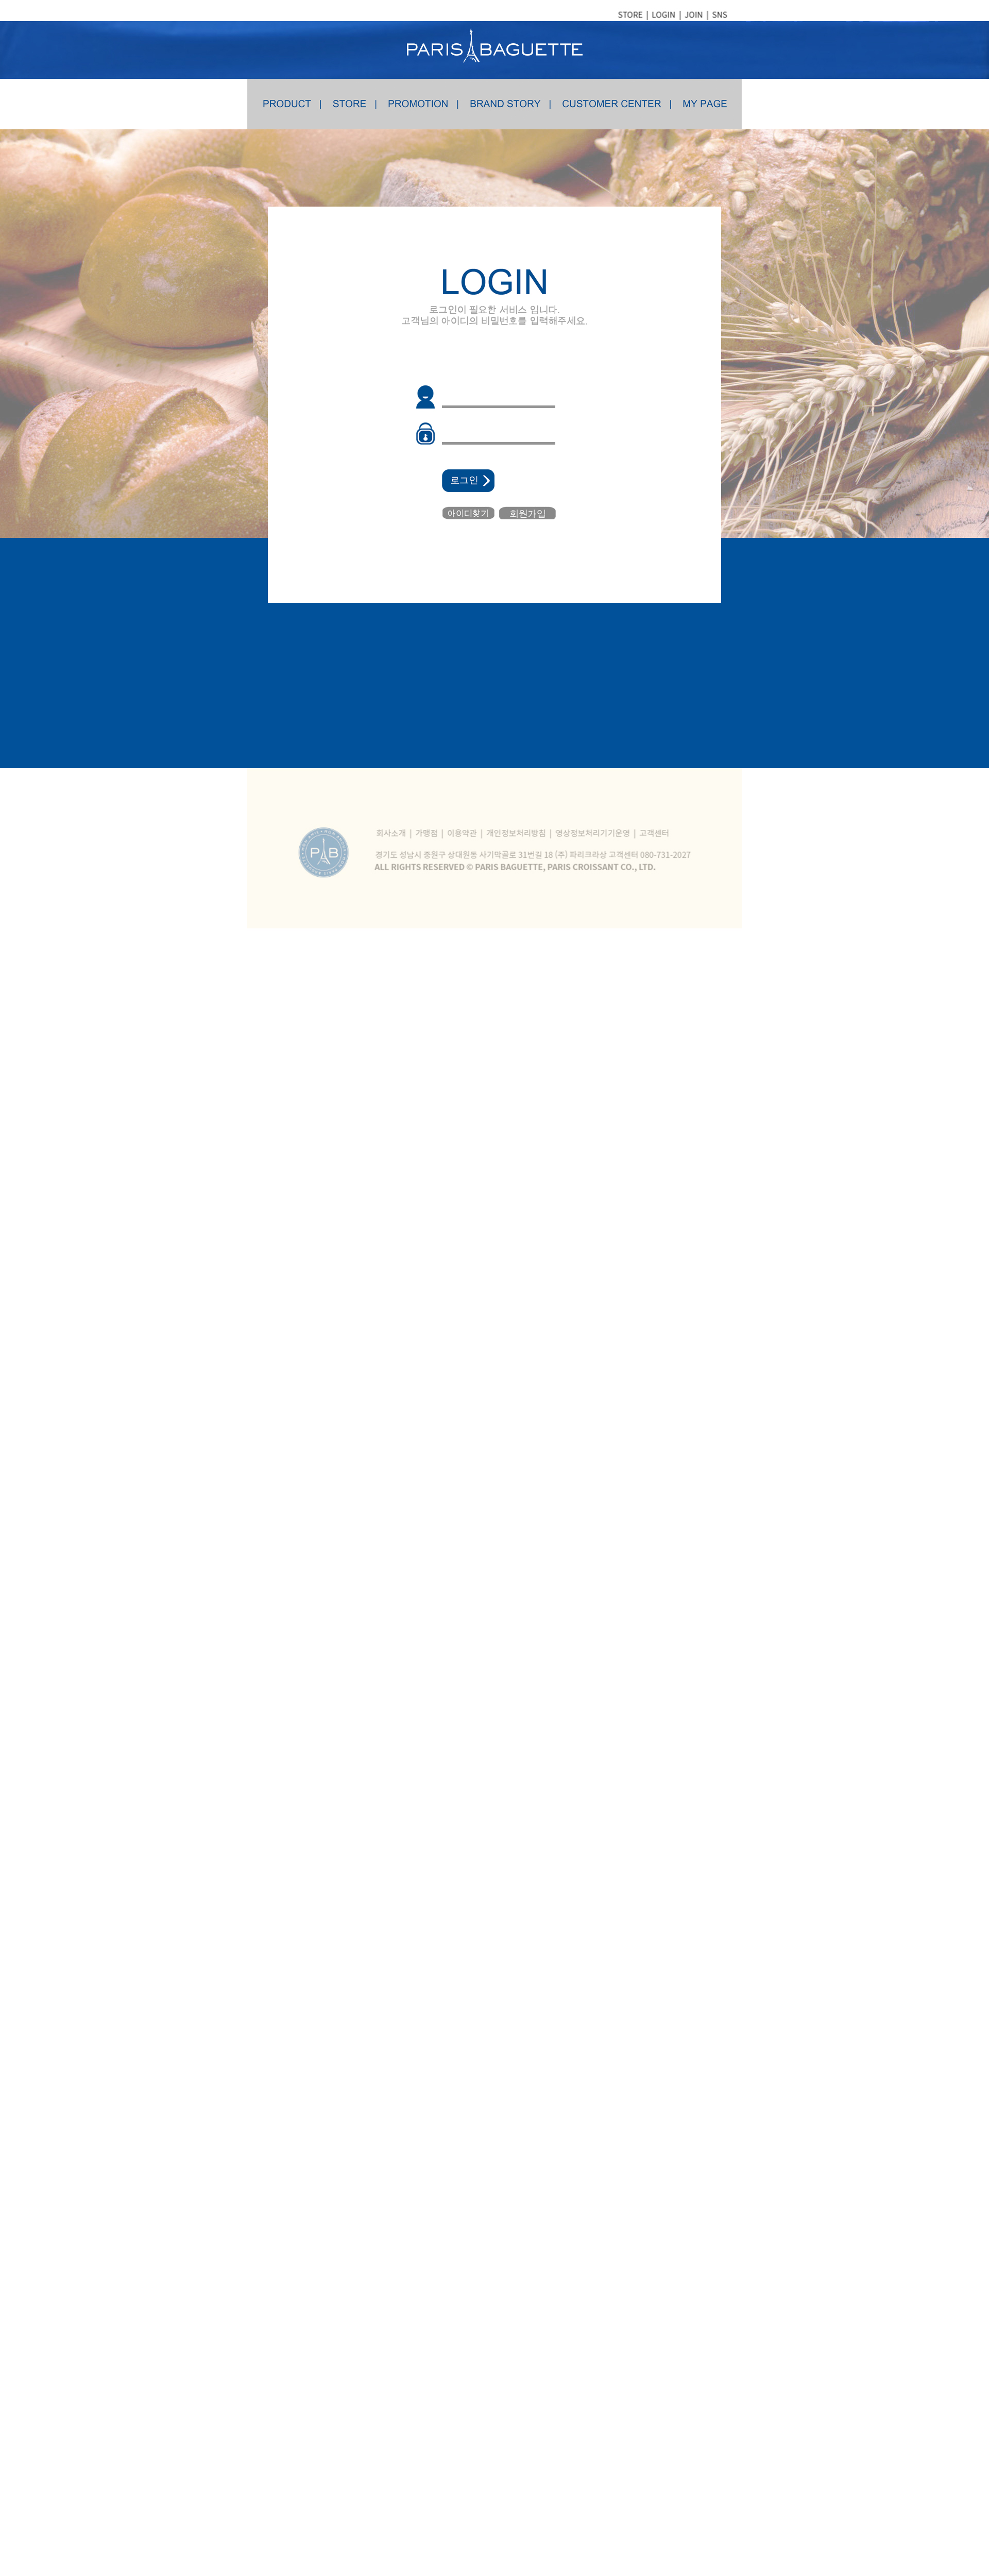 STORE | LOGIN | JOIN | SNS
PARIS BAGUETTE
PRODUCT | STORE | PROMOTION | BRAND STORY | CUSTOMER CENTER | MY PAGE
LOGIN
로그인이 필요한 서비스 입니다.
고객님의 아이디의 비밀번호를 입력해주세요.
로그인
아이디찾기 회원가입
회사소개 | 가맹점 | 이용약관 | 개인정보처리방침 | 영상정보처리기기운영 | 고객센터
PB
경기도 성남시 중원구 상대원동 사기막골로 31번길 18 (주) 파리크라상 고객센터 080-731-2027
ALL RIGHTS RESERVED © PARIS BAGUETTE, PARIS CROISSANT CO., LTD.